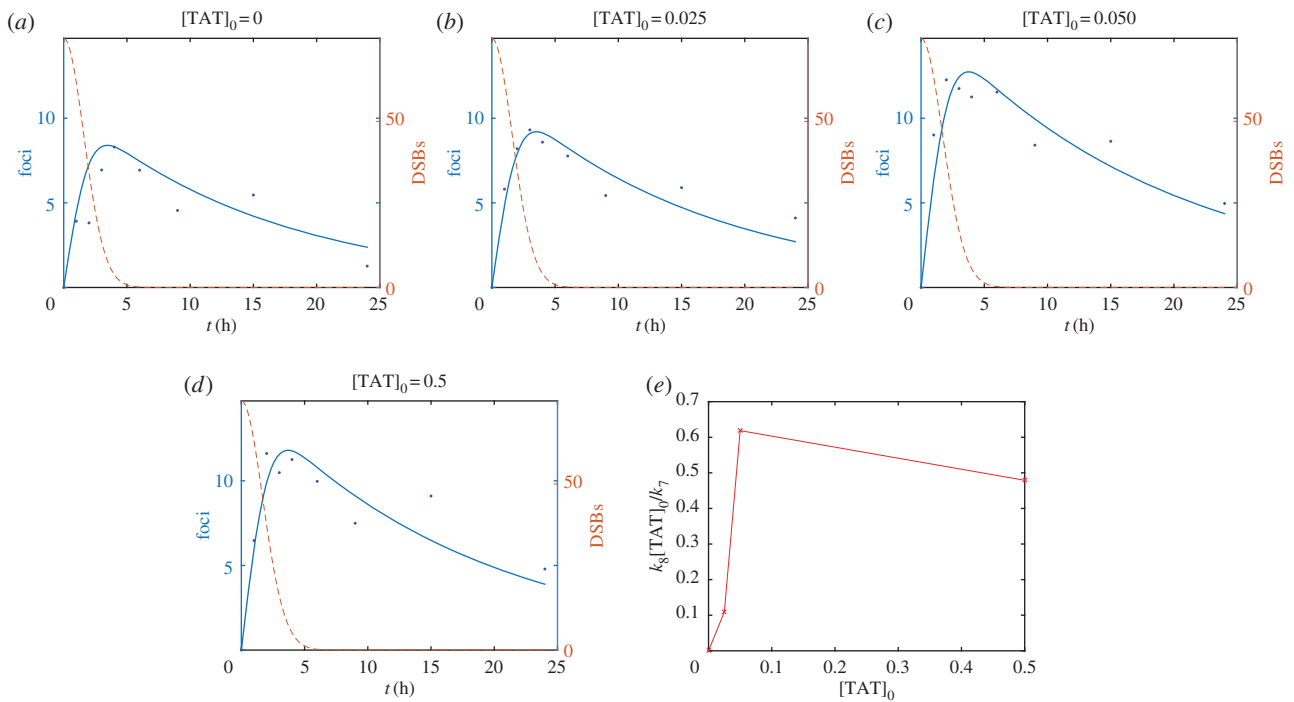 (a)
[TAT]0 = 0
10
5
0
foci
50
0
DSBs
0 5 10 15 20 25
t (h)
(b)
[TAT]0 = 0.025
10
5
foci
50
0
DSBs
0 5 10 15 20 25
t (h)
(c)
[TAT]0 = 0.050
10
5
foci
50
0
DSBs
0 5 10 15 20 25
t (h)
(d)
[TAT]0 = 0.5
10
5
foci
50
0
DSBs
0 5 10 15 20 25
t (h)
(e)
0.7
0.6
0.5
0.4
0.3
0.2
0.1
k8[TAT]0/k7
0 0.1 0.2 0.3 0.4 0.5
[TAT]0